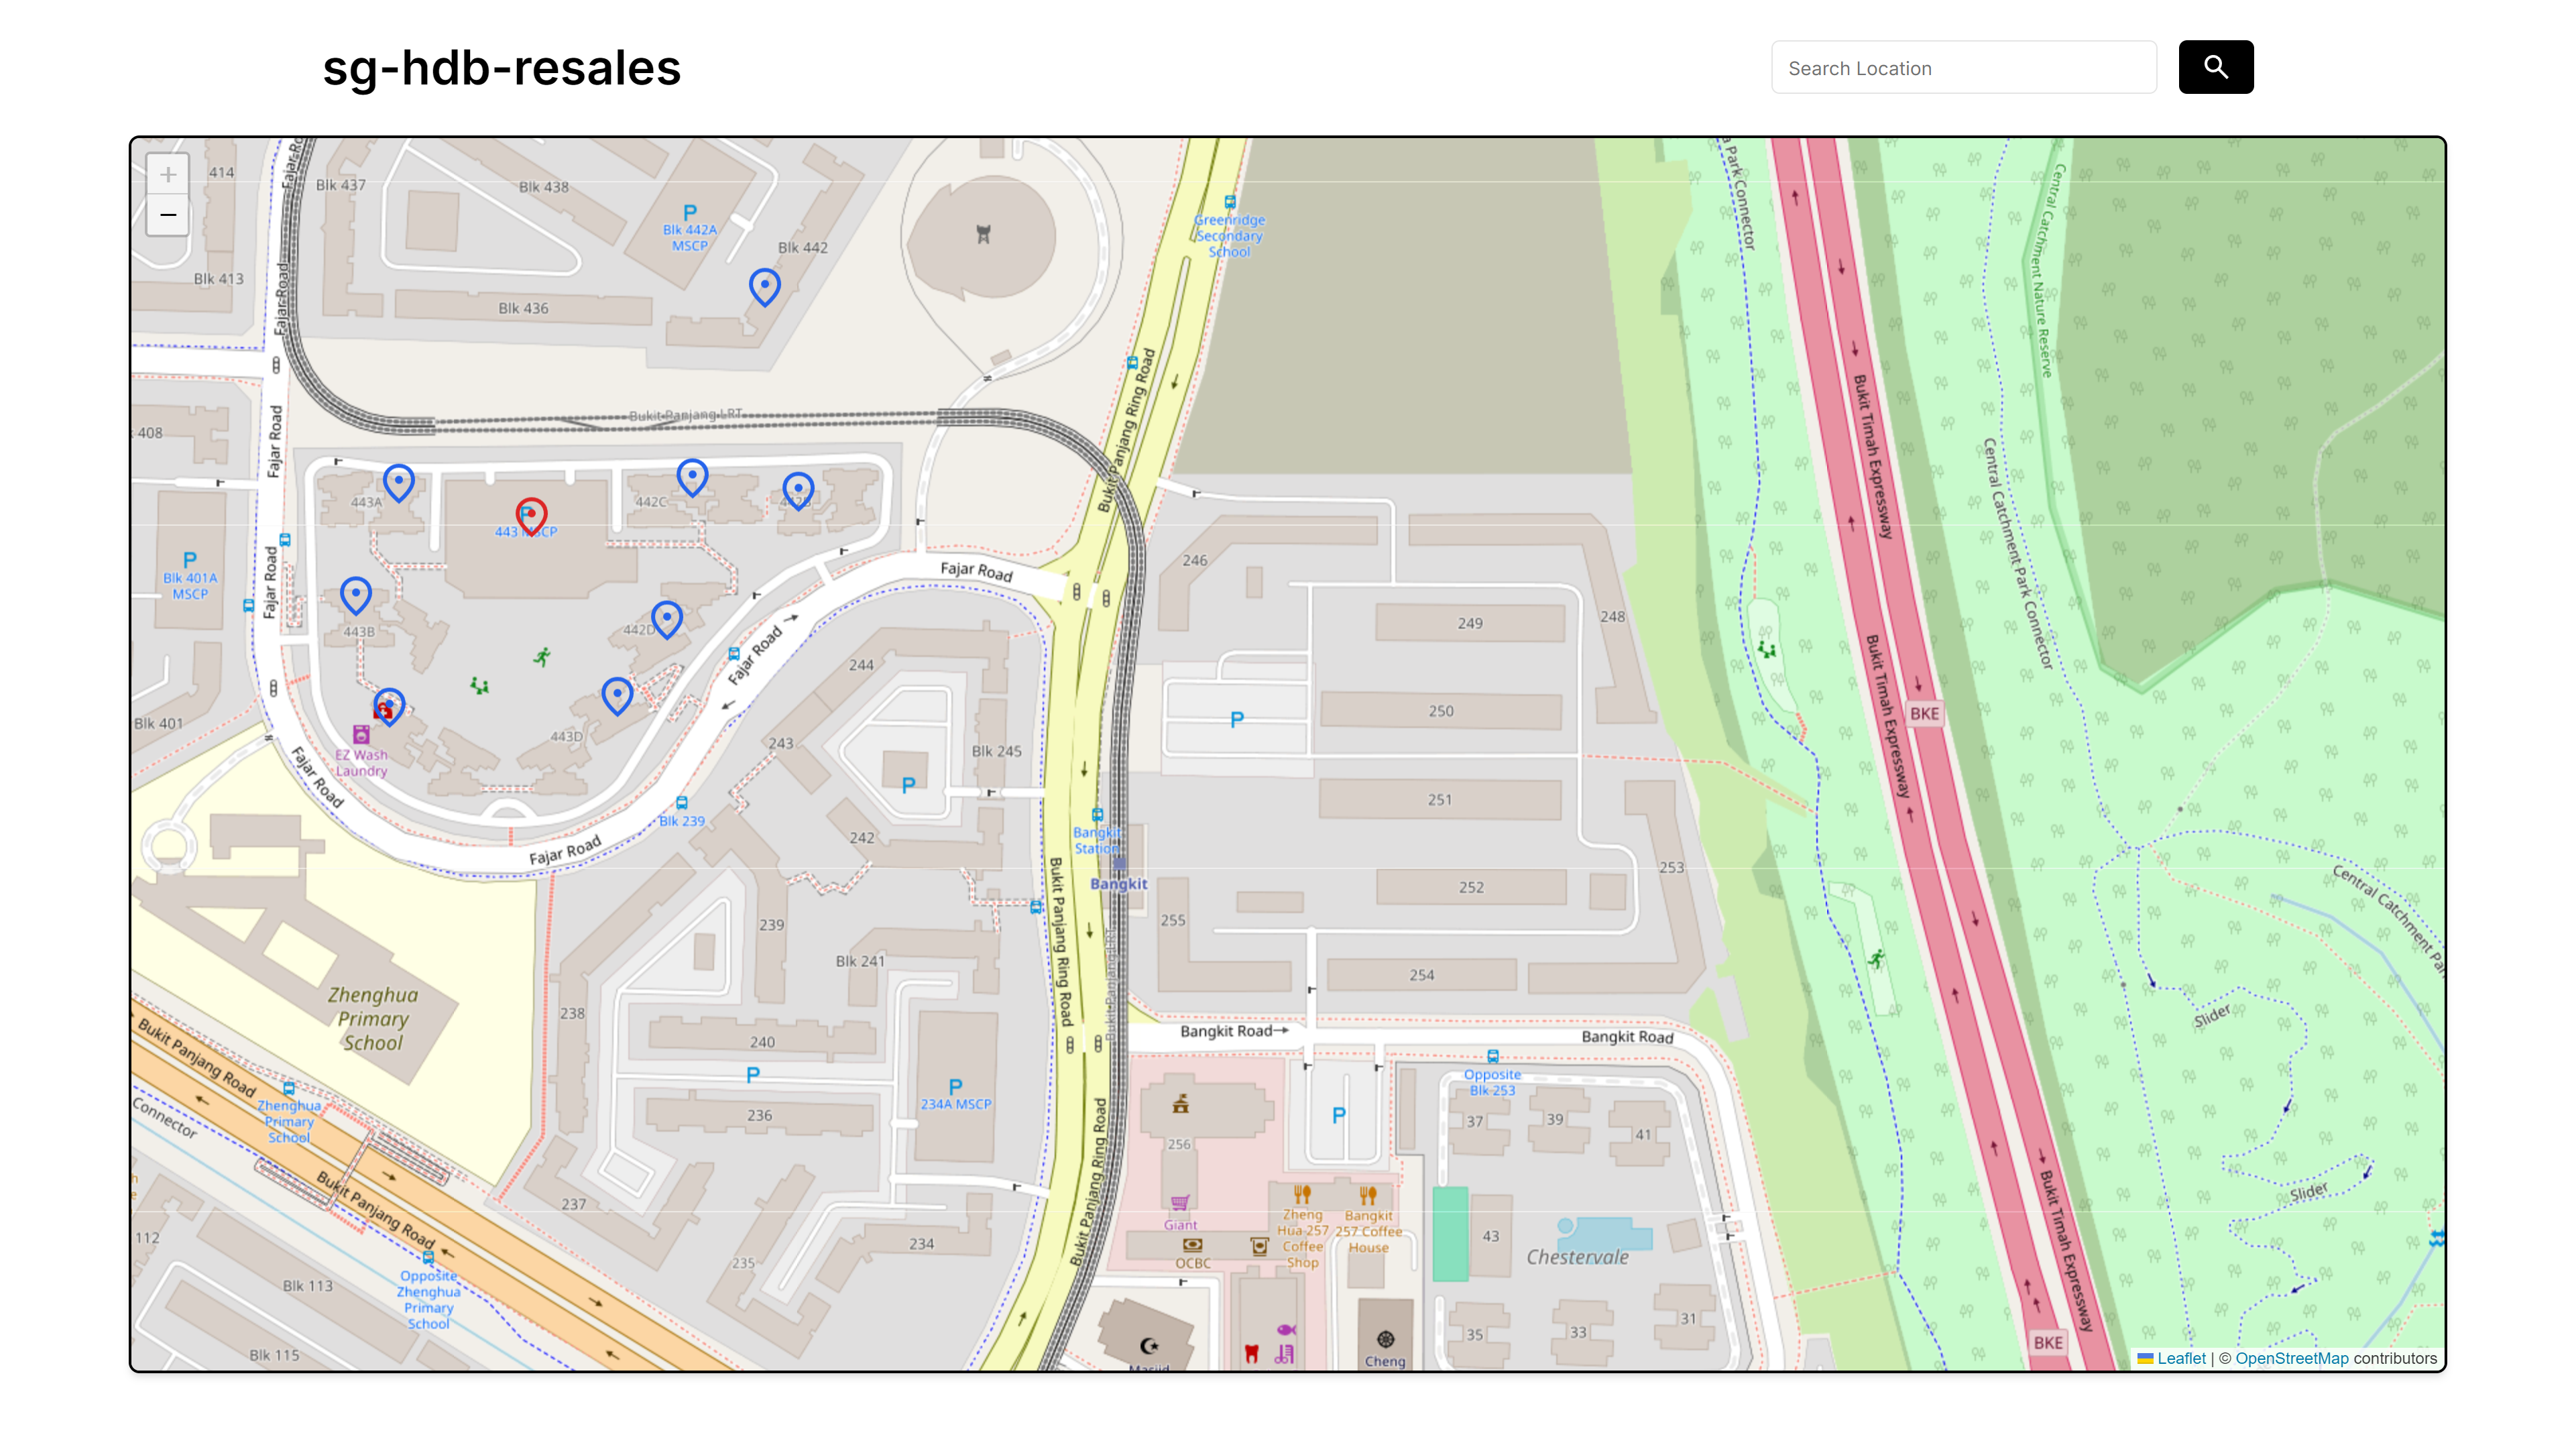 sg-hdb-resales
Search Location
+
−
414
Blk 437
Blk 438
Blk 442A
MSCP
Blk 442
Blk 413
Blk 436
Fajar Road
Greenridge
Secondary
School
a Park Connector
Central Catchment Nature Reserve
Bukit Panjang LRT
Bukit Panjang Ring Road
408
Fajar Road
443A
442C
P
443 MSCP
P
Blk 401A
MSCP
Fajar Road
443B
442D
Fajar Road
Fajar Road
Blk 401
443D
EZ Wash
Laundry
Fajar Road
Fajar Road
Blk 239
244
243
242
Blk 245
P
Bukit Panjang Ring Road
246
248
249
250
P
251
252
253
254
255
Bangkit
Station
Bangkit
Bukit Panjang Ring Road
Bukit Panjang LRT
Bukit Timah Expressway
Bukit Timah Expressway
BKE
Central Catchment Park Connector
Central Catchment Par
Slider
Slider
239
Blk 241
238
240
P
236
P
234A MSCP
237
235
234
Zhenghua
Primary
School
Bukit Panjang Road
Zhenghua
Primary
School
Connector
Bukit Panjang Road
Opposite
Zhenghua
Primary
School
112
Blk 113
Blk 115
Bukit Panjang Ring Road
Bangkit Road
Bangkit Road
Opposite
Blk 253
P
256
Giant
OCBC
Zheng
Hua 257
Coffee
Shop
Bangkit
257 Coffee
House
Masjid
Cheng
37
39
41
43
Chestervale
35
33
31
Bukit Timah Expressway
BKE
Leaflet | © OpenStreetMap contributors